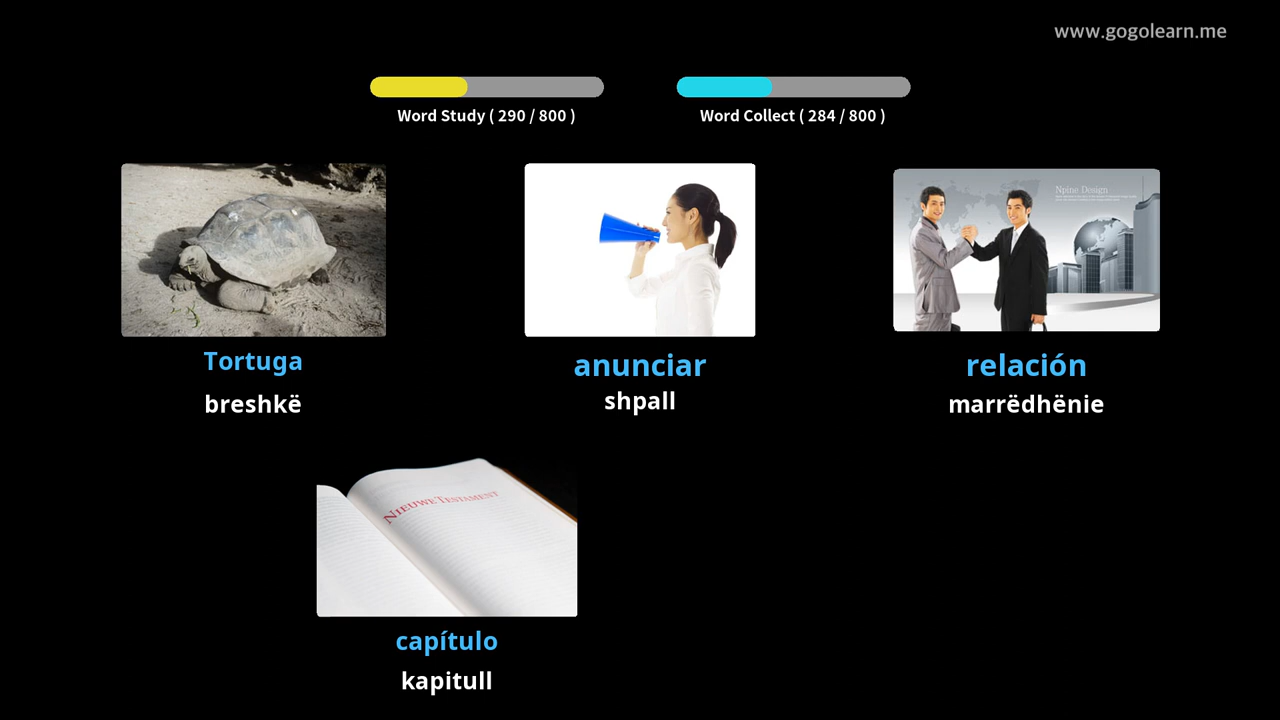 www.gogolearn.me
Word Study ( 290 / 800 )
Word Collect ( 284 / 800 )
Npine Design
Tortuga
breshkë
anunciar
shpall
relación
marrëdhënie
NIEUWE TESTAMENT
capítulo
kapitull